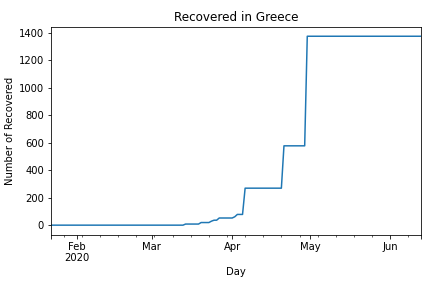 Recovered in Greece
Number of Recovered
1400
1200
1000
800
600
400
200
0
Feb
2020
Mar
Apr
May
Jun
Day